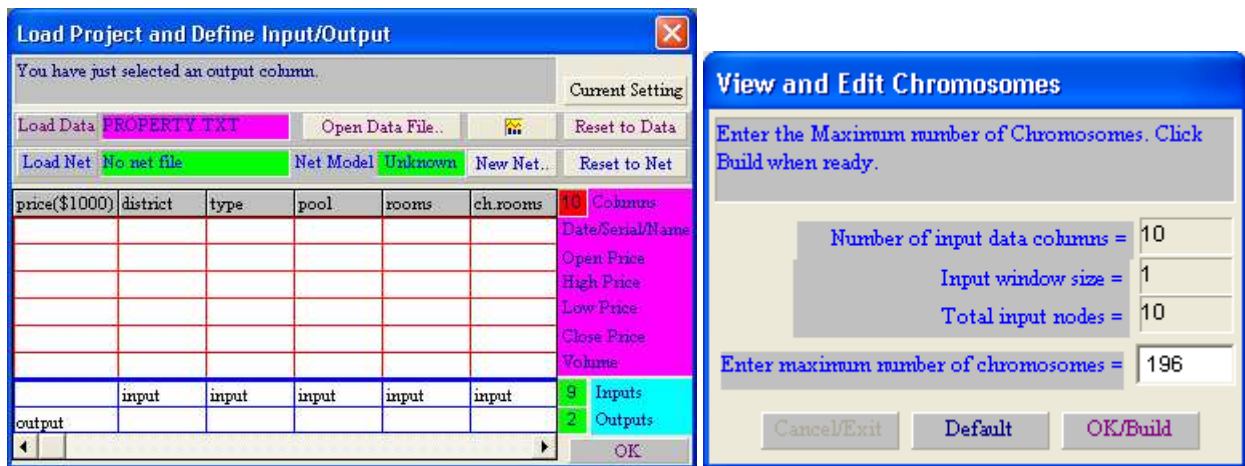 Load Project and Define Input/Output
You have just selected an output column.
Current Setting
Load Data PROPERTY.TXT Open Data File.. Reset to Data
Load Net No net file Net Model Unknown New Net.. Reset to Net
price($1000) district type pool rooms ch.rooms 10 Columns
Date/Serial/Name
Open Price
High Price
Low Price
Close Price
Volume
input input input input input 9 Inputs
output 2 Outputs
OK
View and Edit Chromosomes
Enter the Maximum number of Chromosomes. Click
Build when ready.
Number of input data columns = 10
Input window size = 1
Total input nodes = 10
Enter maximum number of chromosomes = 196
Cancel/Exit Default OK/Build